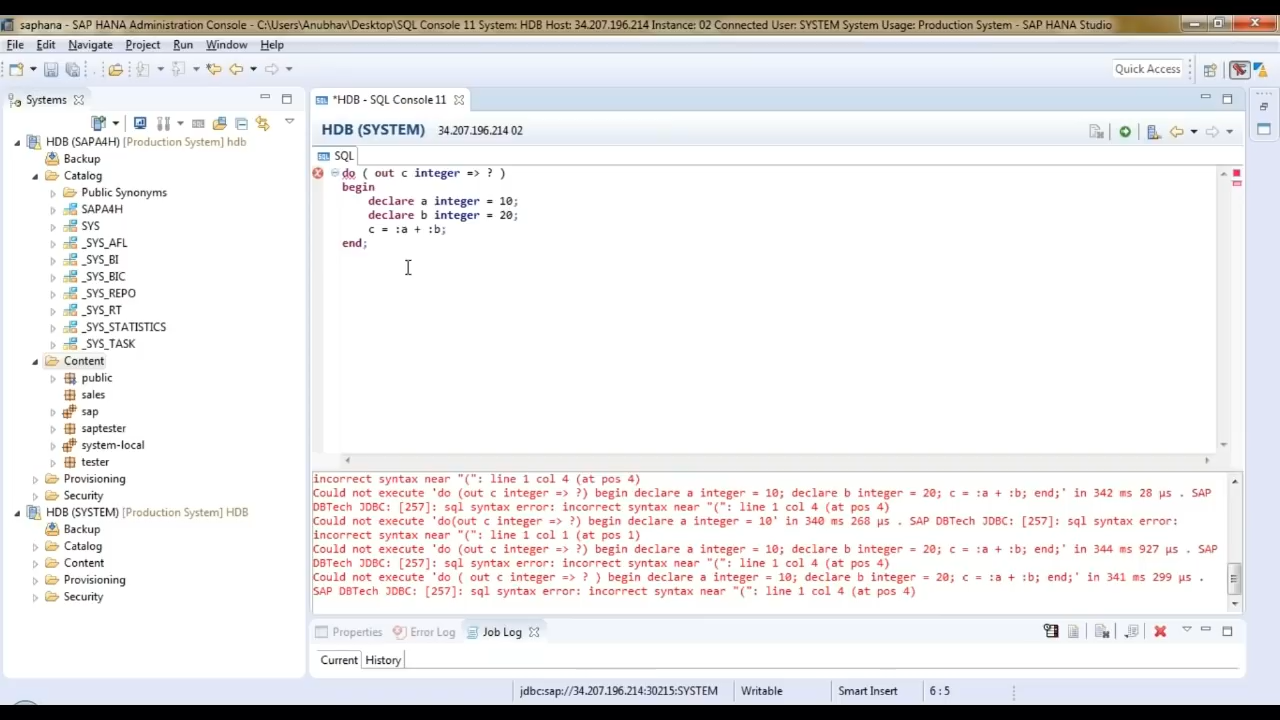 saphana - SAP HANA Administration Console - C:\Users\Anubhav\Desktop\SQL Console 11 System: HDB Host: 34.207.196.214 Instance: 02 Connected User: SYSTEM System Usage: Production System - SAP HANA Studio
File Edit Navigate Project Run Window Help
Quick Access
Systems
HDB (SAPA4H) [Production System] hdb
Backup
Catalog
Public Synonyms
SAPA4H
SYS
_SYS_AFL
_SYS_BI
_SYS_BIC
_SYS_REPO
_SYS_RT
_SYS_STATISTICS
_SYS_TASK
Content
public
sales
sap
saptester
system-local
tester
Provisioning
Security
HDB (SYSTEM) [Production System] HDB
Backup
Catalog
Content
Provisioning
Security
*HDB - SQL Console 11
HDB (SYSTEM) 34.207.196.214 02
SQL
do ( out c integer => ? )
begin
declare a integer = 10;
declare b integer = 20;
c = :a + :b;
end;
incorrect syntax near "(": line 1 col 4 (at pos 4)
Could not execute 'do (out c integer => ?) begin declare a integer = 10; declare b integer = 20; c = :a + :b; end;' in 342 ms 28 µs . SAP
DBTech JDBC: [257]: sql syntax error: incorrect syntax near "(": line 1 col 4 (at pos 4)
Could not execute 'do(out c integer => ?) begin declare a integer = 10' in 340 ms 268 µs . SAP DBTech JDBC: [257]: sql syntax error:
incorrect syntax near "(": line 1 col 1 (at pos 1)
Could not execute 'do (out c integer => ?) begin declare a integer = 10; declare b integer = 20; c = :a + :b; end;' in 344 ms 927 µs . SAP
DBTech JDBC: [257]: sql syntax error: incorrect syntax near "(": line 1 col 4 (at pos 4)
Could not execute 'do ( out c integer => ? ) begin declare a integer = 10; declare b integer = 20; c = :a + :b; end;' in 341 ms 299 µs .
SAP DBTech JDBC: [257]: sql syntax error: incorrect syntax near "(": line 1 col 4 (at pos 4)
Properties Error Log Job Log
Current History
jdbc:sap://34.207.196.214:30215:SYSTEM Writable Smart Insert 6 : 5